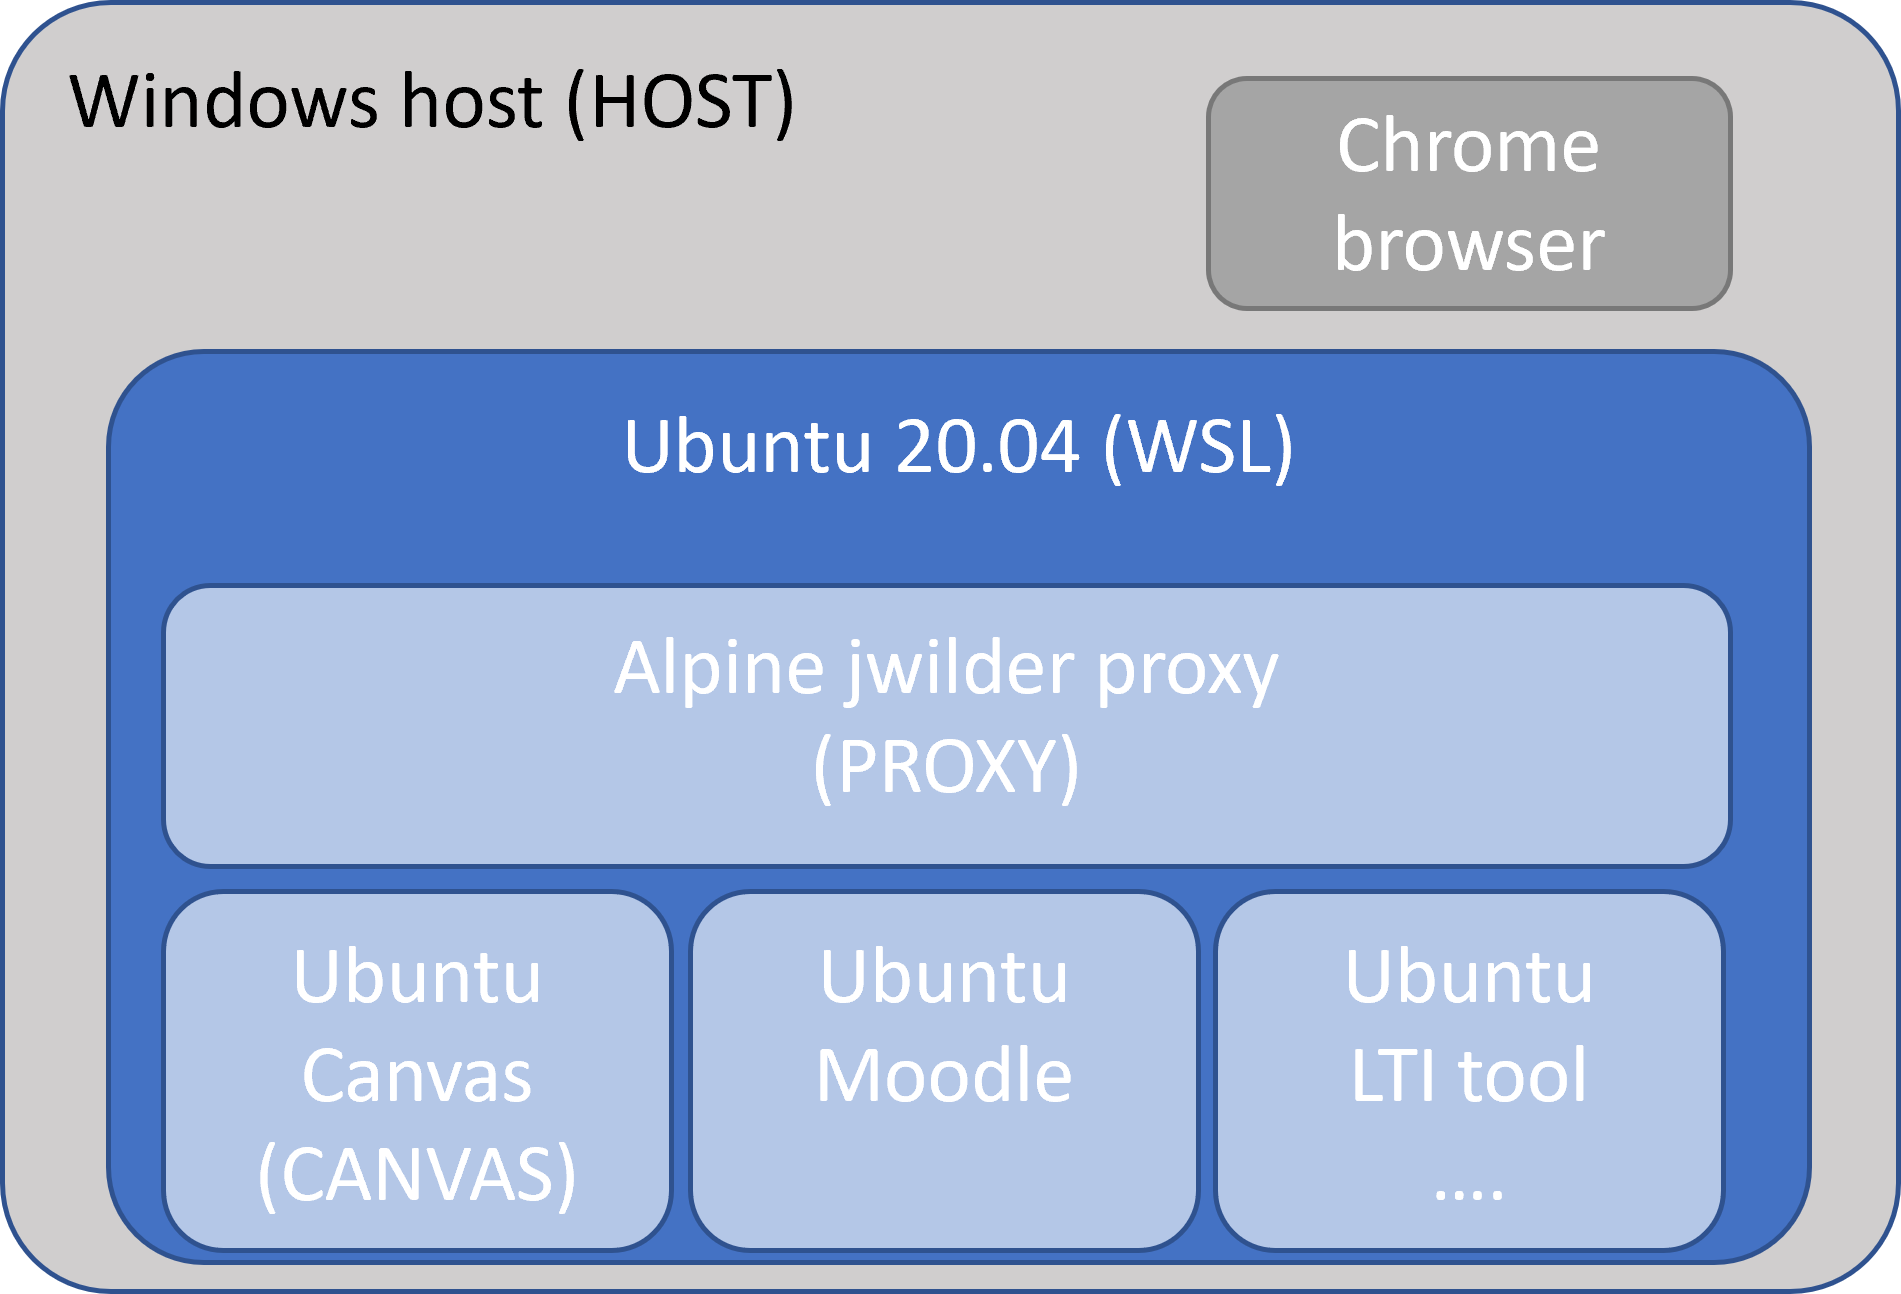 Windows host (HOST)
Chrome
browser
Ubuntu 20.04 (WSL)
Alpine jwilder proxy
(PROXY)
Ubuntu
Canvas
(CANVAS)
Ubuntu
Moodle
Ubuntu
LTI tool
....